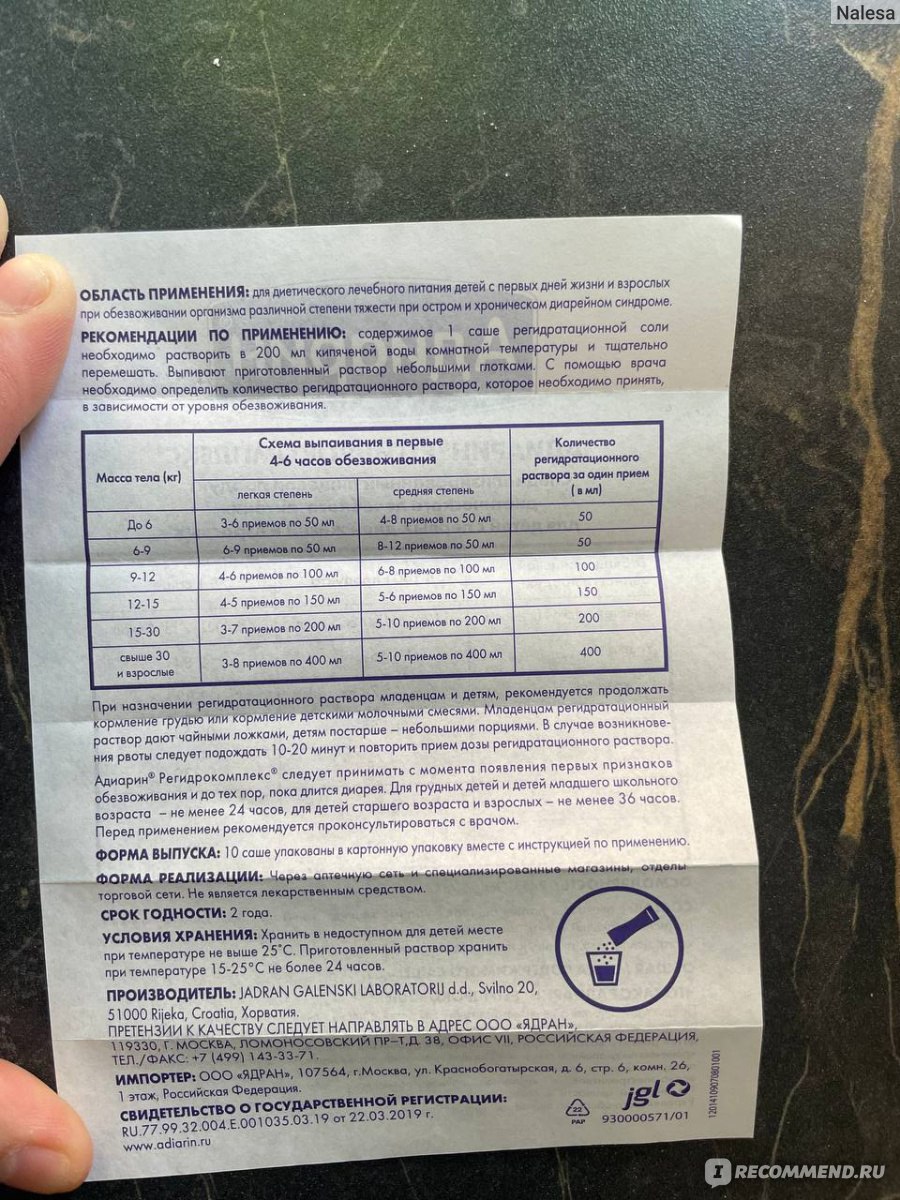 Nalesa
ОБЛАСТЬ ПРИМЕНЕНИЯ: для диетического лечебного питания детей с первых дней жизни и взрослых
при обезвоживании организма различной степени тяжести при остром и хроническом диарейном синдроме.
РЕКОМЕНДАЦИИ ПО ПРИМЕНЕНИЮ: содержимое 1 саше регидратационной соли
необходимо растворить в 200 мл кипяченой воды комнатной температуры и тщательно
перемешать. Выпивают приготовленный раствор небольшими глотками. С помощью врача
необходимо определить количество регидратационного раствора, которое необходимо принять,
в зависимости от уровня обезвоживания.
Масса тела (кг)
Схема выпаивания в первые
4-6 часов обезвоживания
Количество
регидратационного
раствора за один прием
( в мл)
легкая степень
средняя степень
До 6 3-6 приемов по 50 мл 4-8 приемов по 50 мл 50
6-9 6-9 приемов по 50 мл 8-12 приемов по 50 мл 50
9-12 4-6 приемов по 100 мл 6-8 приемов по 100 мл 100
12-15 4-5 приемов по 150 мл 5-6 приемов по 150 мл 150
15-30 3-7 приемов по 200 мл 5-10 приемов по 200 мл 200
свыше 30
и взрослые 3-8 приемов по 400 мл 5-10 приемов по 400 мл 400
При назначении регидратационного раствора младенцам и детям, рекомендуется продолжать
кормление грудью или кормление детскими молочными смесями. Младенцам регидратационный
раствор дают чайными ложками, детям постарше – небольшими порциями. В случае возникнове-
ния рвоты следует подождать 10-20 минут и повторить прием дозы регидратационного раствора.
Адиарин® Регидрокомплекс® следует принимать с момента появления первых признаков
обезвоживания и до тех пор, пока длится диарея. Для грудных детей и детей младшего школьного
возраста – не менее 24 часов, для детей старшего возраста и взрослых – не менее 36 часов.
Перед применением рекомендуется проконсультироваться с врачом.
ФОРМА ВЫПУСКА: 10 саше упакованы в картонную упаковку вместе с инструкцией по применению.
ФОРМА РЕАЛИЗАЦИИ: Через аптечную сеть и специализированные магазины, отделы
торговой сети. Не является лекарственным средством.
СРОК ГОДНОСТИ: 2 года.
УСЛОВИЯ ХРАНЕНИЯ: Хранить в недоступном для детей месте
при температуре не выше 25˚С. Приготовленный раствор хранить
при температуре 15-25°С не более 24 часов.
ПРОИЗВОДИТЕЛЬ: JADRAN GALENSKI LABORATORIJ d.d., Svilno 20,
51000 Rijeka, Croatia, Хорватия.
ПРЕТЕНЗИИ К КАЧЕСТВУ СЛЕДУЕТ НАПРАВЛЯТЬ В АДРЕС ООО «ЯДРАН»,
119330, Г. МОСКВА, ЛОМОНОСОВСКИЙ ПР–Т,Д. 38, ОФИС VII, РОССИЙСКАЯ ФЕДЕРАЦИЯ,
ТЕЛ./ФАКС: +7 (499) 143-33-71.
ИМПОРТЕР: ООО «ЯДРАН», 107564, г.Москва, ул. Краснобогатырская, д. 6, стр. 6, комн. 26,
1 этаж, Российская Федерация.
СВИДЕТЕЛЬСТВО О ГОСУДАРСТВЕННОЙ РЕГИСТРАЦИИ:
RU.77.99.32.004.E.001035.03.19 от 22.03.2019 г.
www.adiarin.ru
22
PAP
jgl
930000571/01
IRECOMMEND.RU